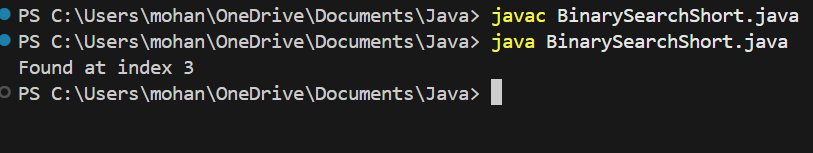 PS C:\Users\mohan\OneDrive\Documents\Java> javac BinarySearchShort.java
PS C:\Users\mohan\OneDrive\Documents\Java> java BinarySearchShort.java
Found at index 3
PS C:\Users\mohan\OneDrive\Documents\Java>